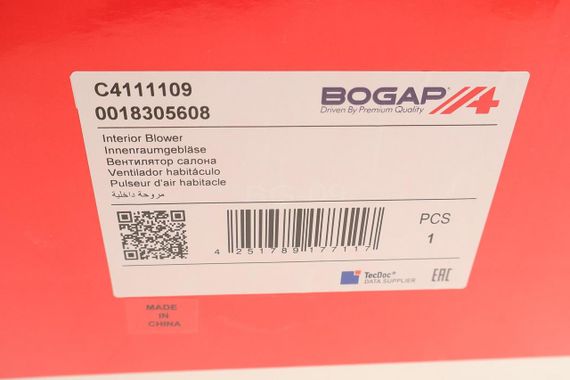 C4111109
0018305608
BOGAP
Driven By Premium Quality
Interior Blower
Innenraumgebläse
Вентилятор салона
Ventilador habitáculo
Pulseur d'air habitacle
مروحة داخلية
4 251789 177117
PCS
1
TecDoc®
DATA SUPPLIER
EAC
MADE
IN
CHINA